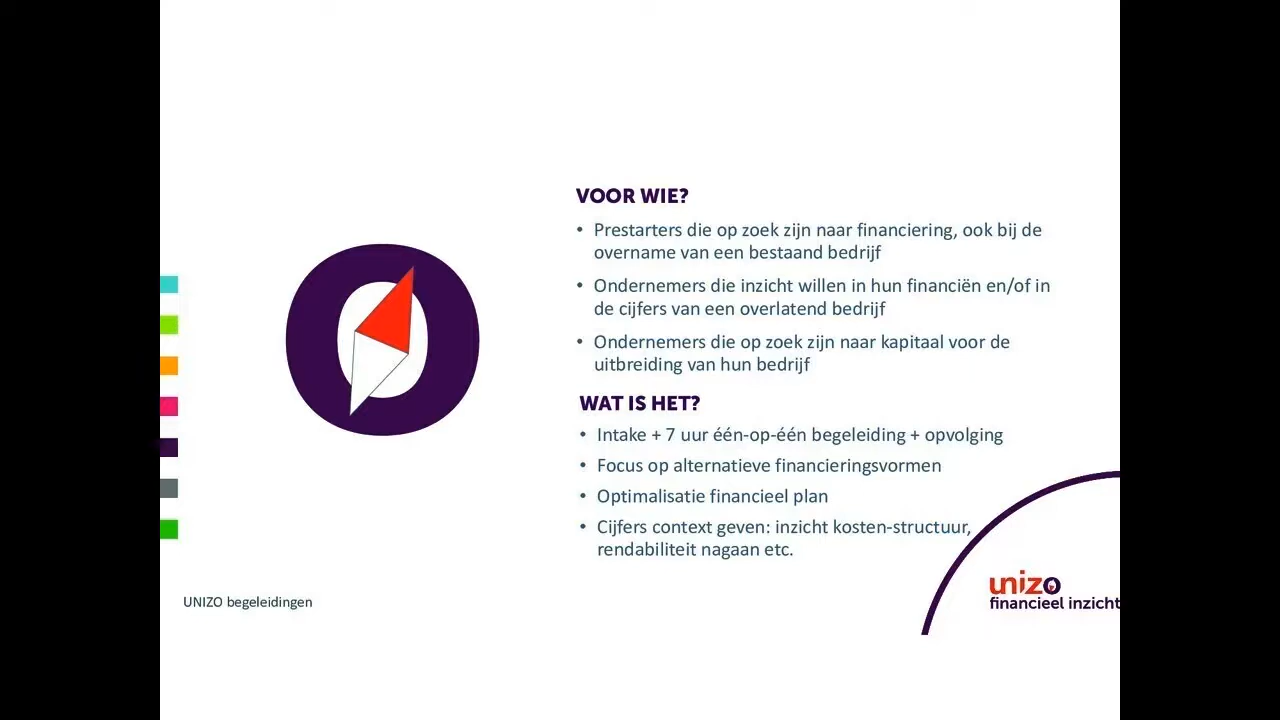 VOOR WIE?
• Prestarters die op zoek zijn naar financiering, ook bij de
overname van een bestaand bedrijf
• Ondernemers die inzicht willen in hun financiën en/of in
de cijfers van een overlatend bedrijf
• Ondernemers die op zoek zijn naar kapitaal voor de
uitbreiding van hun bedrijf
WAT IS HET?
• Intake + 7 uur één-op-één begeleiding + opvolging
• Focus op alternatieve financieringsvormen
• Optimalisatie financieel plan
• Cijfers context geven: inzicht kosten-structuur,
rendabiliteit nagaan etc.
UNIZO begeleidingen
unizo
financieel inzicht